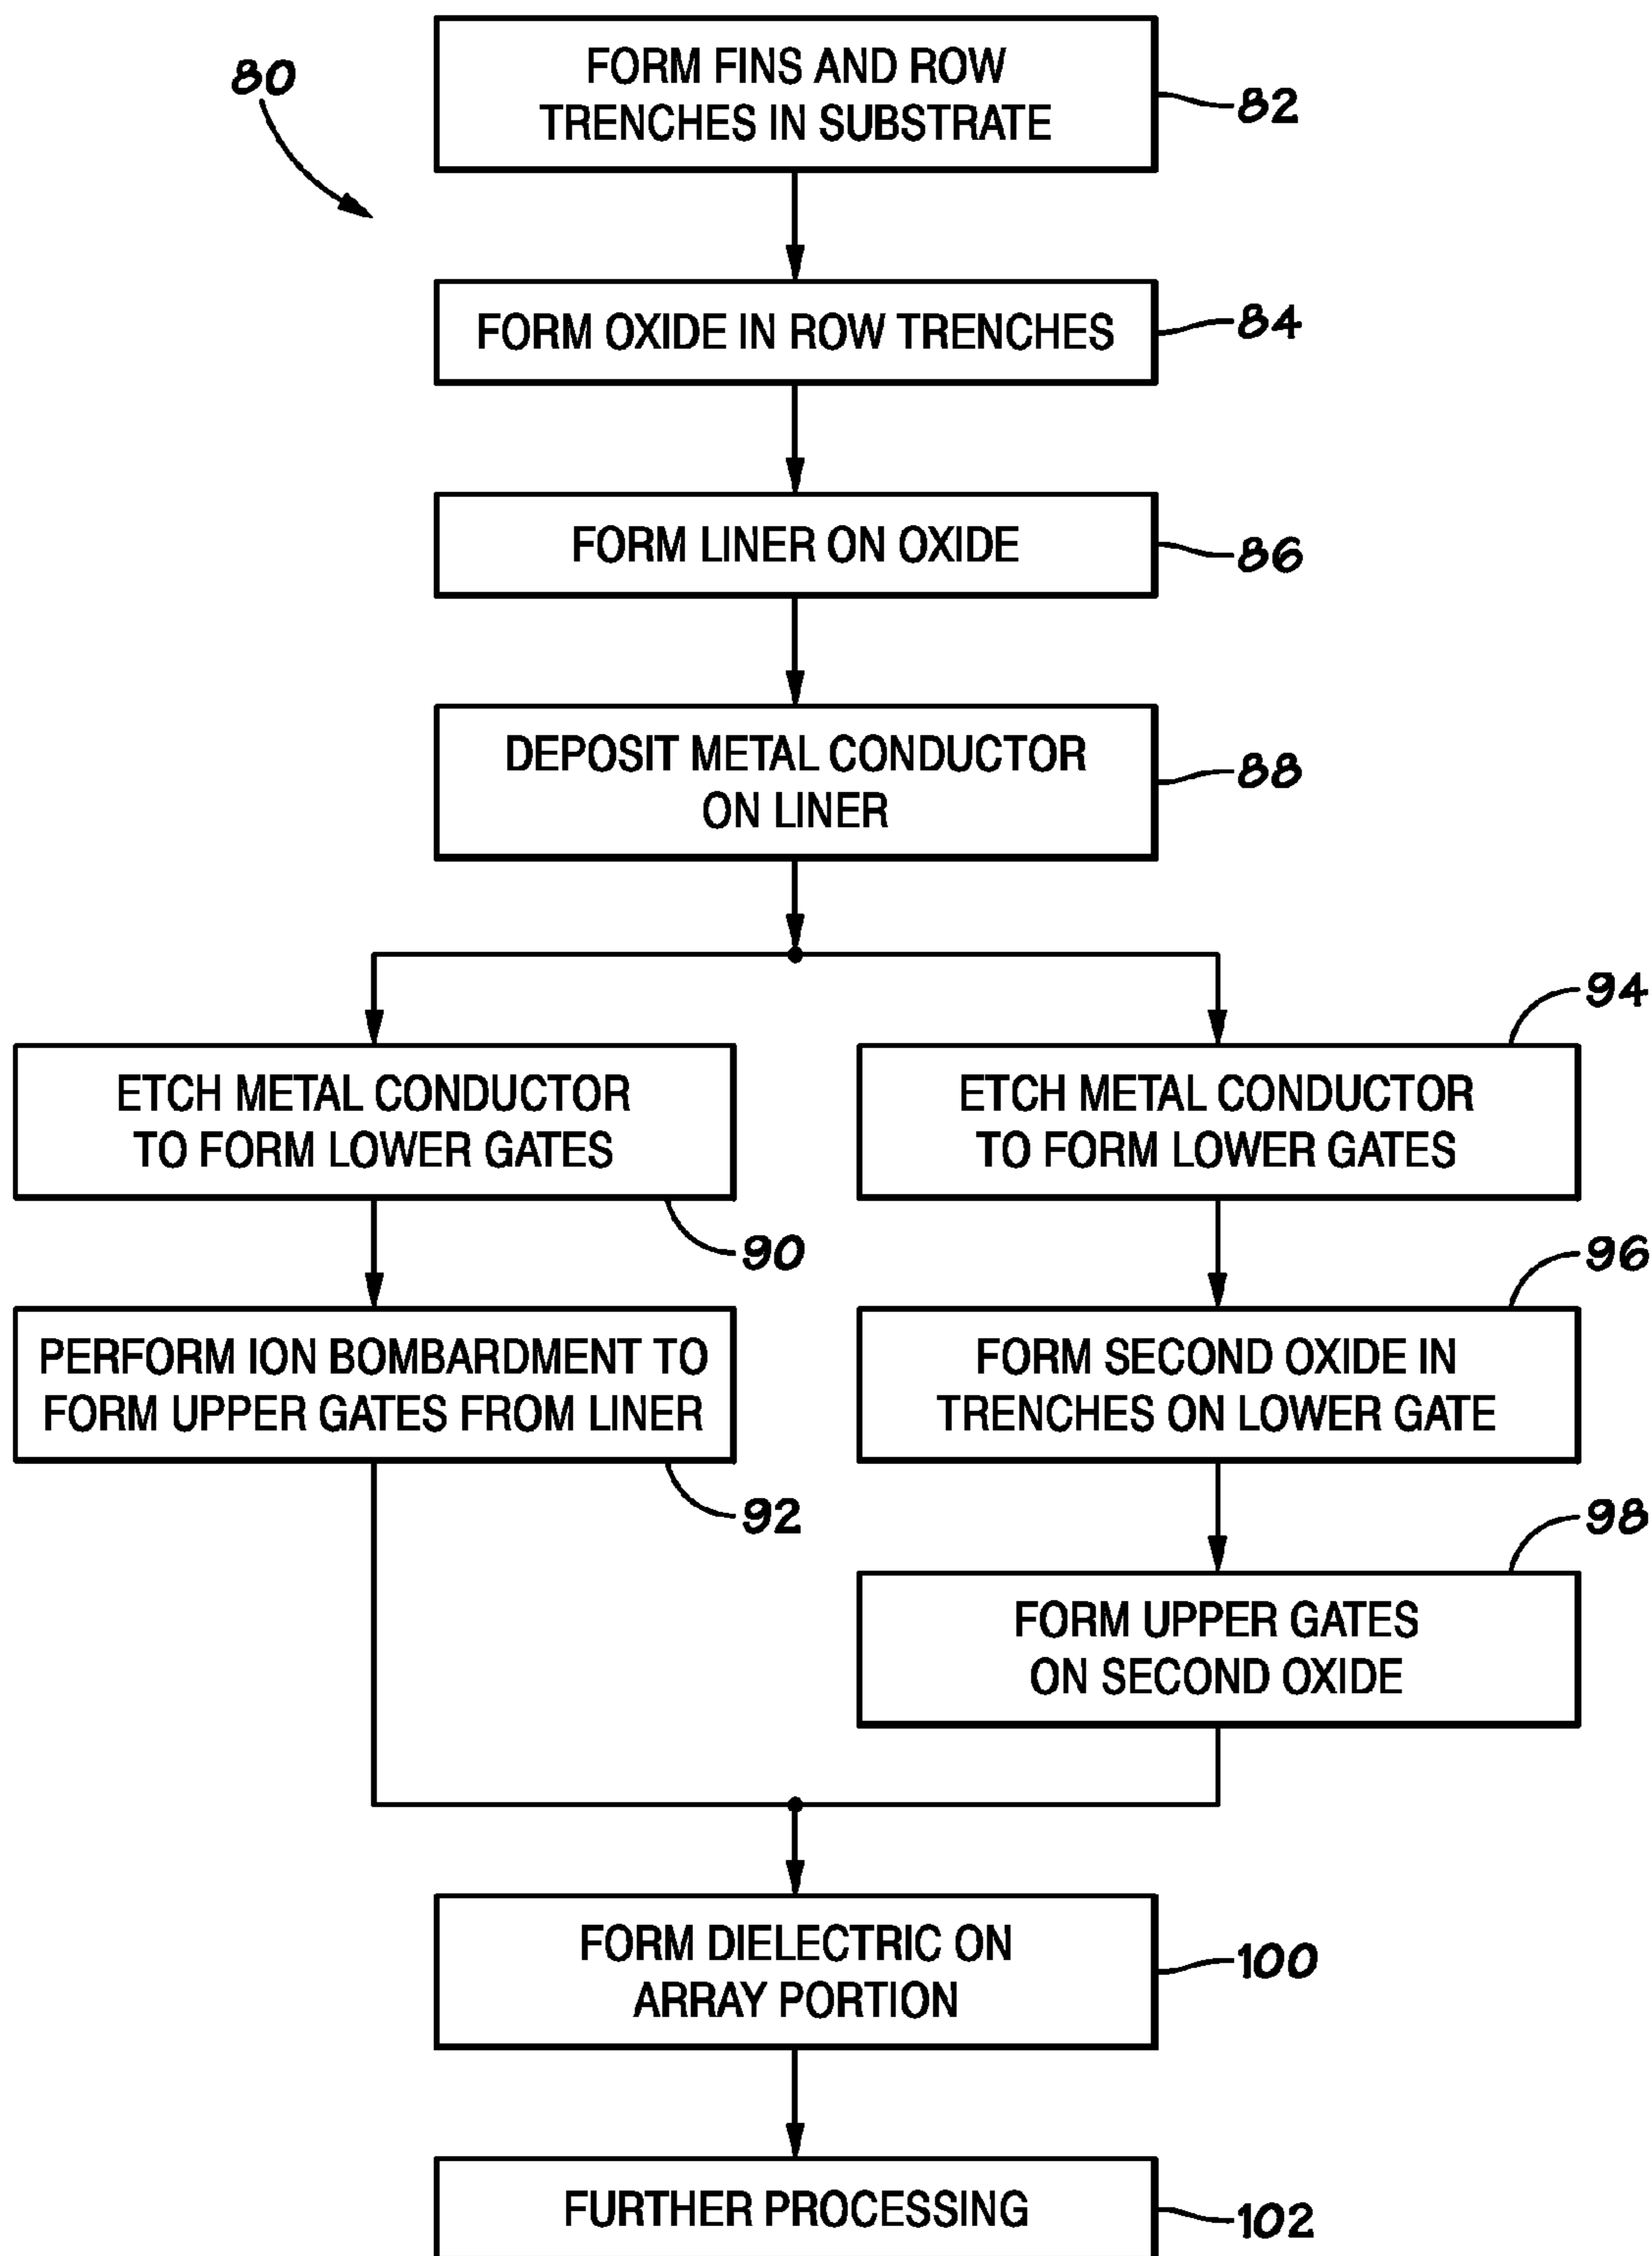 80
FORM FINS AND ROW
TRENCHES IN SUBSTRATE
82
FORM OXIDE IN ROW TRENCHES
84
FORM LINER ON OXIDE
86
DEPOSIT METAL CONDUCTOR
ON LINER
88
ETCH METAL CONDUCTOR
TO FORM LOWER GATES
90
PERFORM ION BOMBARDMENT TO
FORM UPPER GATES FROM LINER
92
94
ETCH METAL CONDUCTOR
TO FORM LOWER GATES
96
FORM SECOND OXIDE IN
TRENCHES ON LOWER GATE
98
FORM UPPER GATES
ON SECOND OXIDE
FORM DIELECTRIC ON
ARRAY PORTION
100
FURTHER PROCESSING
102